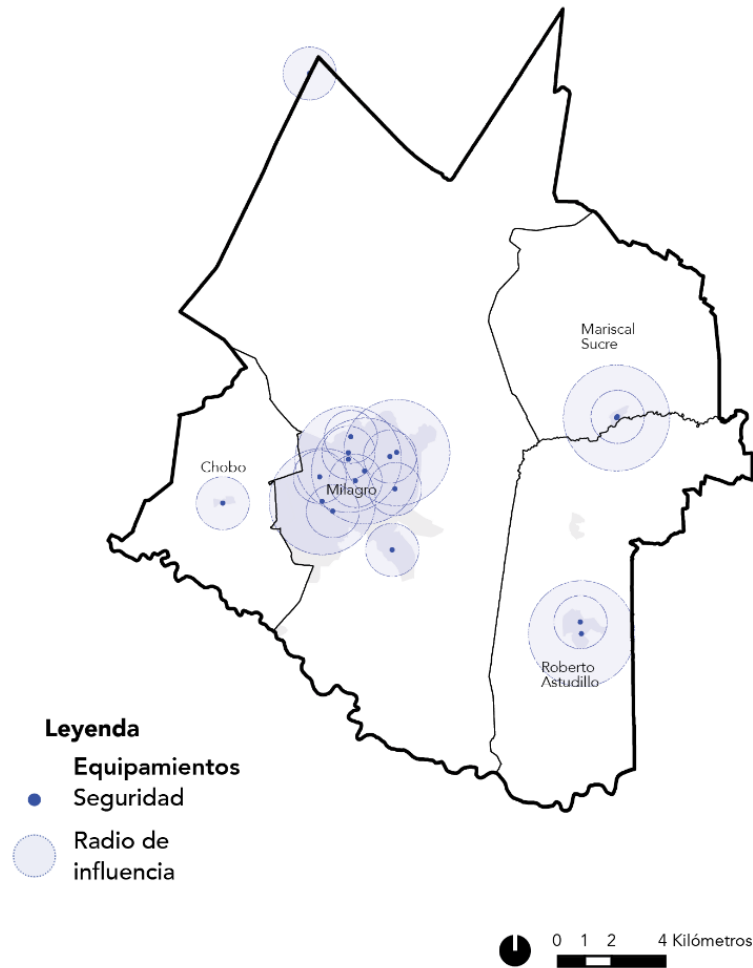 Mariscal
Sucre
Chobo
Milagro
Roberto
Astudillo
Leyenda
Equipamientos
Seguridad
Radio de
influencia
0 1 2 4 Kilómetros